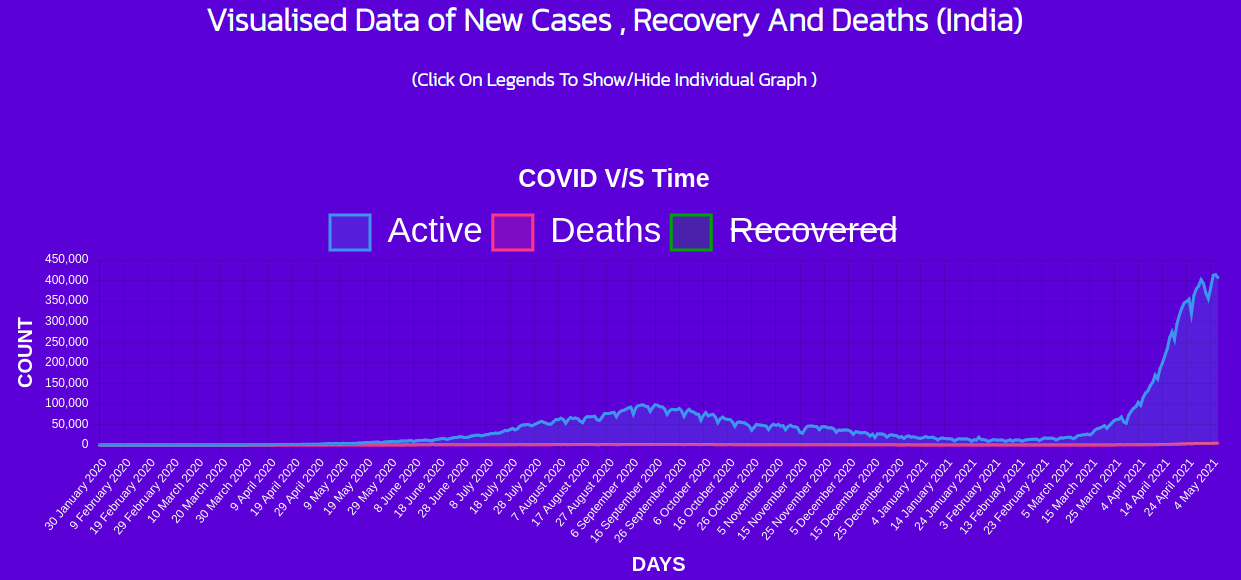 Visualised Data of New Cases , Recovery And Deaths (India)
(Click On Legends To Show/Hide Individual Graph )
COVID V/S Time
Active Deaths Recovered
450,000
400,000
350,000
300,000
250,000
200,000
150,000
100,000
50,000
0
COUNT
30 January 2020
9 February 2020
19 February 2020
29 February 2020
10 March 2020
20 March 2020
30 March 2020
9 April 2020
19 April 2020
29 April 2020
9 May 2020
19 May 2020
29 May 2020
8 June 2020
18 June 2020
28 June 2020
8 July 2020
18 July 2020
28 July 2020
7 August 2020
17 August 2020
27 August 2020
6 September 2020
16 September 2020
26 September 2020
6 October 2020
16 October 2020
26 October 2020
5 November 2020
15 November 2020
25 November 2020
5 December 2020
15 December 2020
25 December 2020
4 January 2021
14 January 2021
24 January 2021
3 February 2021
13 February 2021
23 February 2021
5 March 2021
15 March 2021
25 March 2021
4 April 2021
14 April 2021
24 April 2021
4 May 2021
DAYS